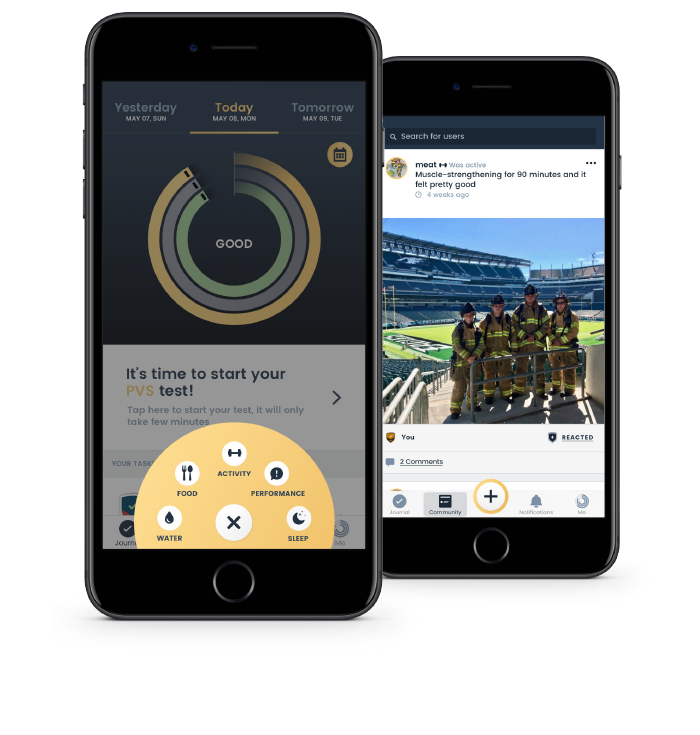 Yesterday
MAY 07, SUN
Today
MAY 08, MON
Tomorrow
MAY 09, TUE
GOOD
It's time to start your
PVS test!
Tap here to start your test, it will only
take few minutes
YOUR TASK
ACTIVITY
FOOD
PERFORMANCE
WATER
SLEEP
Journ
Me
Search for users
meat Was active
Muscle-strengthening for 90 minutes and it
felt pretty good
4 weeks ago
You
REACTED
2 Comments
Journal
Community
Notifications
Me